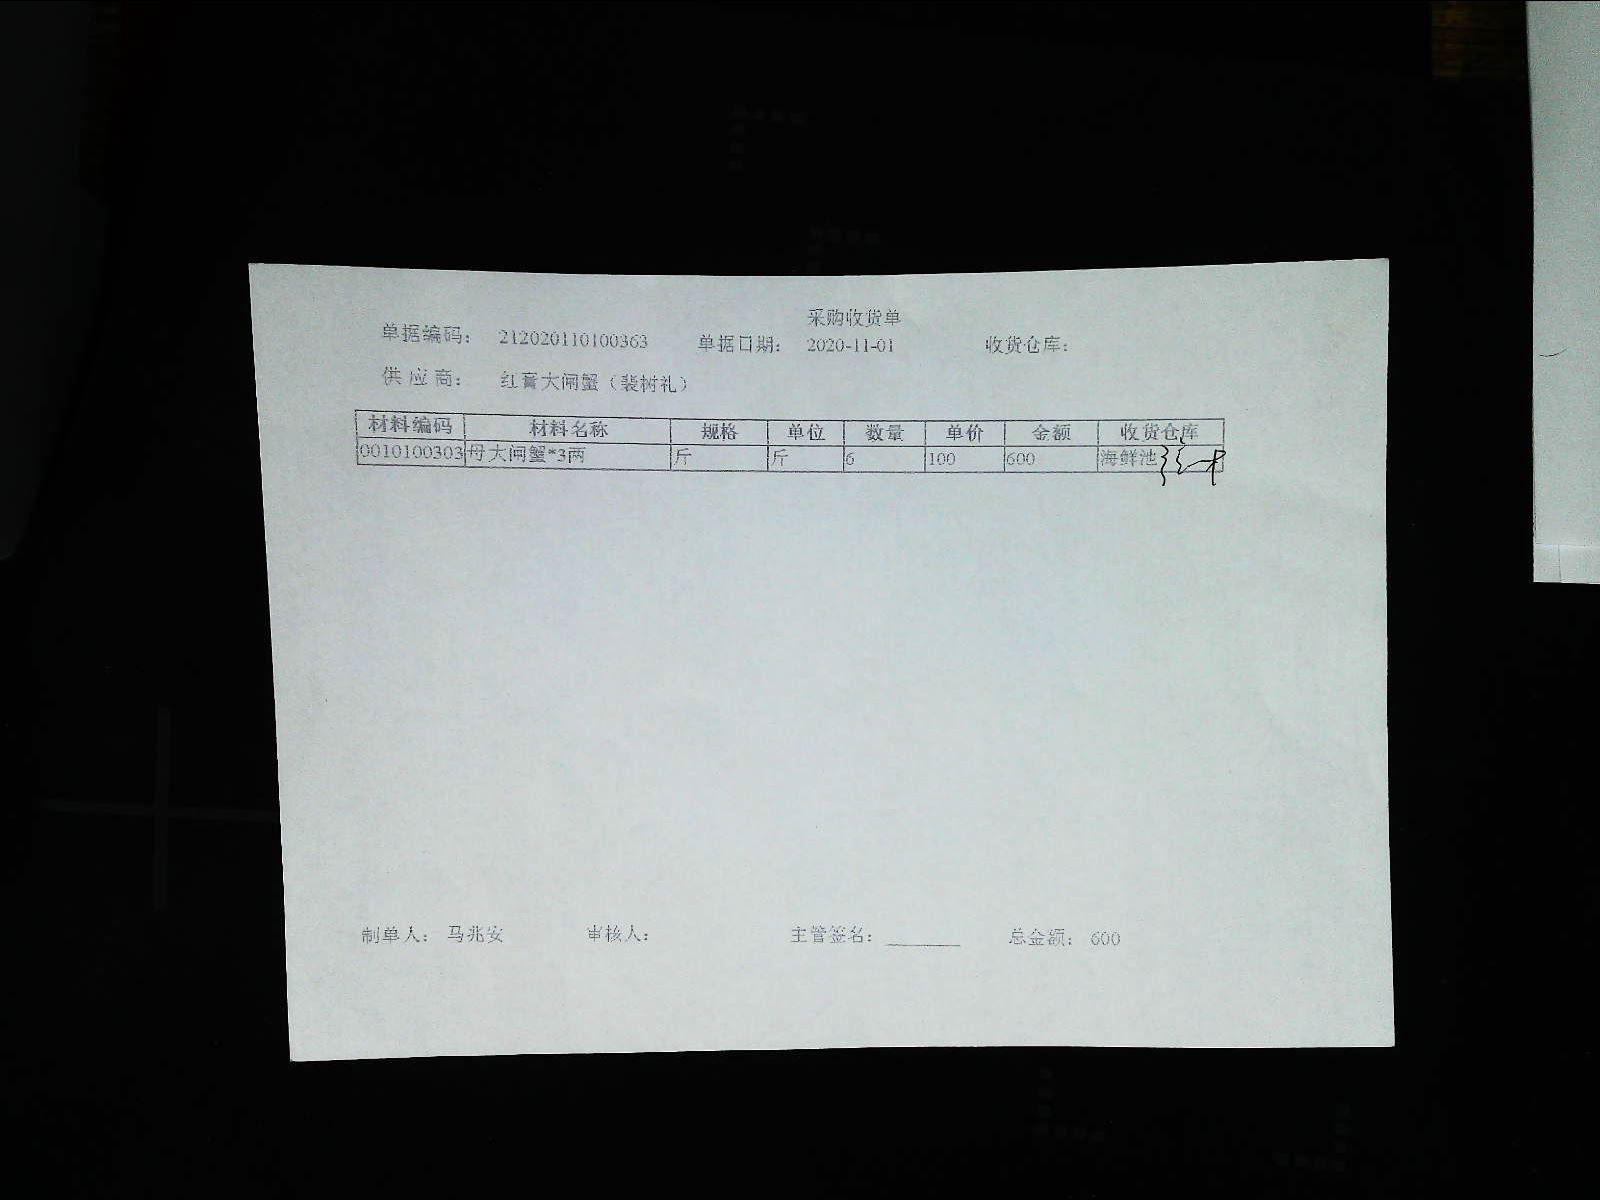 采购收货单
单据编码： 212020110100363 单据日期： 2020-11-01 收货仓库：
供应商： 红膏大闸蟹（裴树礼）
材料编码 材料名称 规格 单位 数量 单价 金额 收货仓库
0010100303 母大闸蟹*3两 斤 斤 6 100 600 海鲜池
制单人： 马兆安 审核人： 主管签名： ________ 总金额： 600